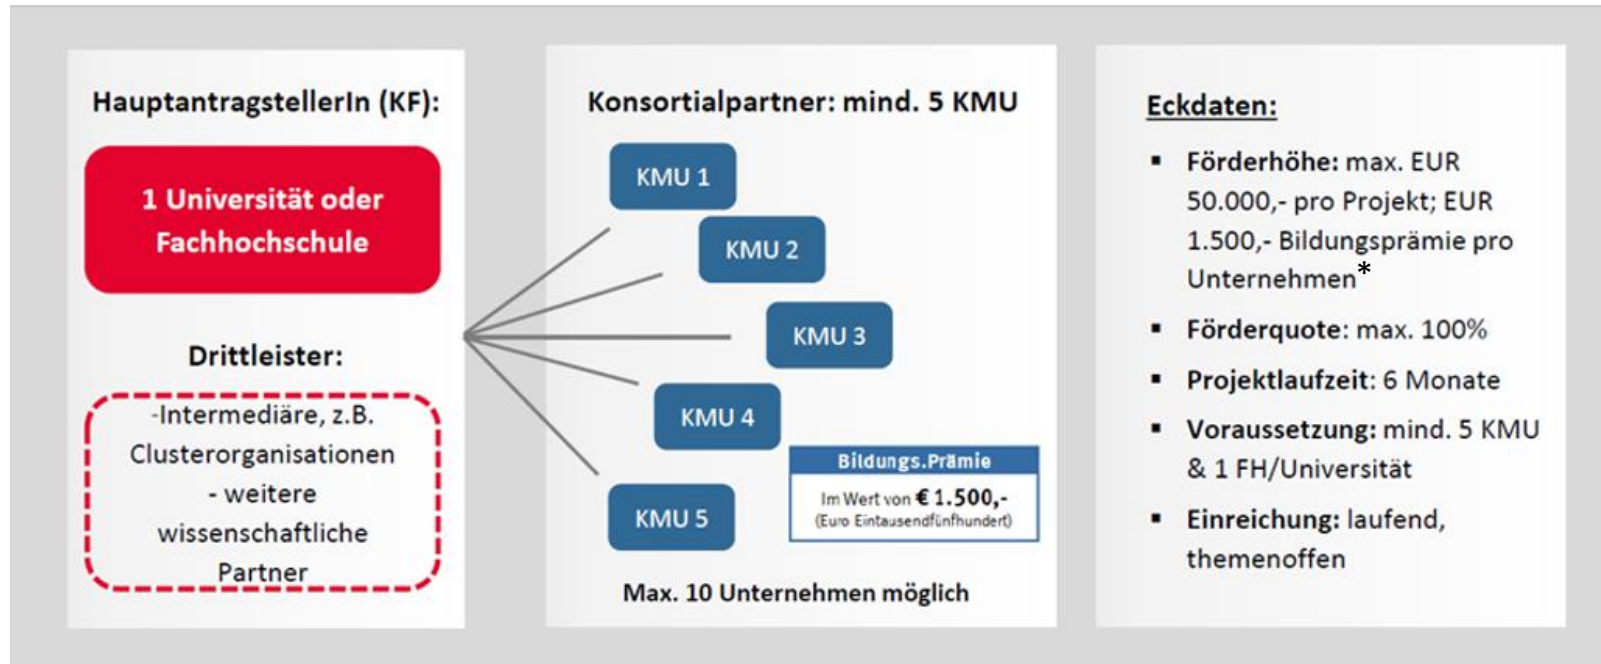 HauptantragstellerIn (KF):
1 Universität oder
Fachhochschule
Drittleister:
-Intermediäre, z.B.
Clusterorganisationen
- weitere
wissenschaftliche
Partner
Konsortialpartner: mind. 5 KMU
KMU 1
KMU 2
KMU 3
KMU 4
KMU 5
Bildungs.Prämie
Im Wert von € 1.500,-
(Euro Eintausendfünfhundert)
Max. 10 Unternehmen möglich
Eckdaten:
▪ Förderhöhe: max. EUR
50.000,- pro Projekt; EUR
1.500,- Bildungsprämie pro
Unternehmen*
▪ Förderquote: max. 100%
▪ Projektlaufzeit: 6 Monate
▪ Voraussetzung: mind. 5 KMU
& 1 FH/Universität
▪ Einreichung: laufend,
themenoffen